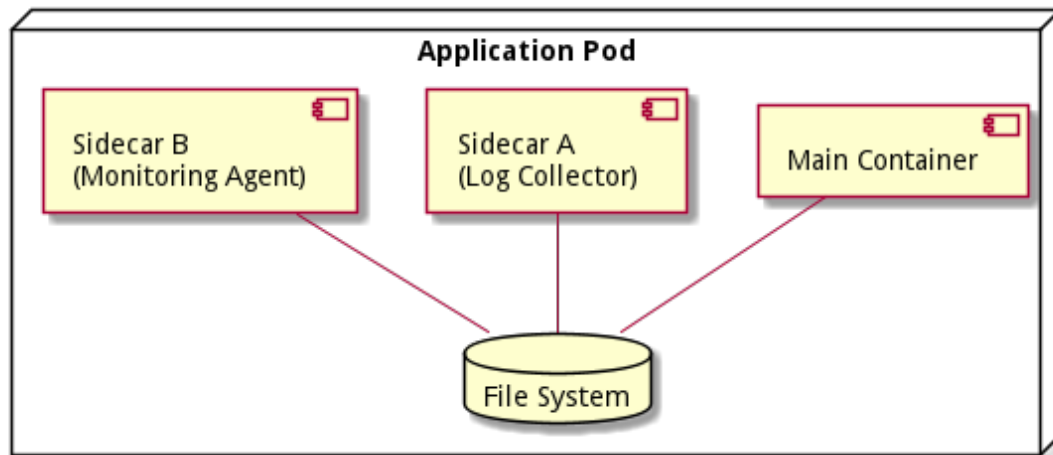 Application Pod
Sidecar B
(Monitoring Agent)
Sidecar A
(Log Collector)
Main Container
File System